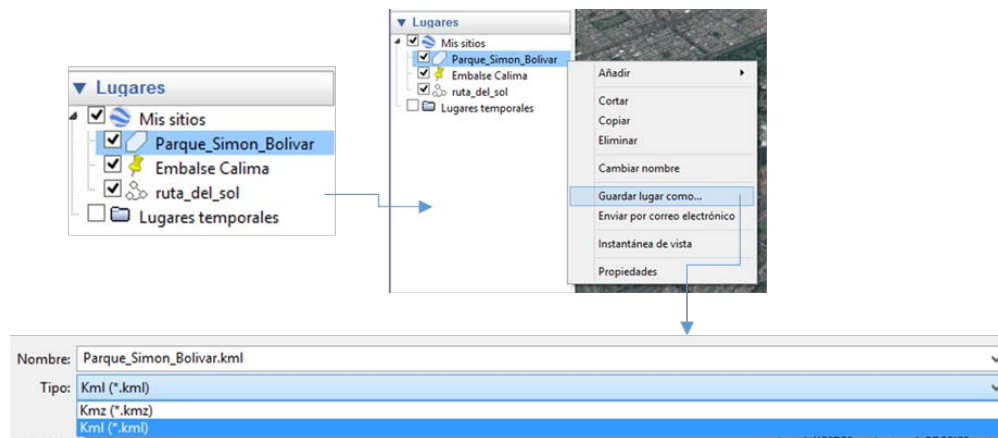 Lugares
Mis sitios
Parque_Simon_Bolivar
Embalse Calima
ruta_del_sol
Lugares temporales
Lugares
Mis sitios
Parque_Simon_Bolivar
Embalse Calima
ruta_del_sol
Lugares temporales
Añadir
Cortar
Copiar
Eliminar
Cambiar nombre
Guardar lugar como...
Enviar por correo electrónico
Instantánea de vista
Propiedades
Nombre: Parque_Simon_Bolivar.kml
Tipo: Kml (*.kml)
Kmz (*.kmz)
Kml (*.kml)